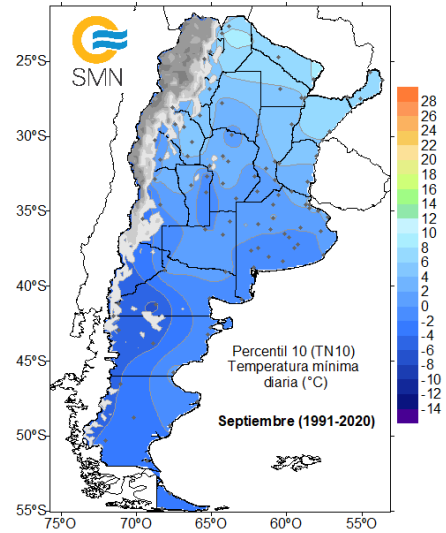 SMN
25°S
30°S
35°S
40°S
45°S
50°S
55°S
75°O 70°O 65°O 60°O 55°O
28
26
24
22
20
18
16
14
12
10
8
6
4
2
0
-2
-4
-6
-8
-10
-12
-14
Percentil 10 (TN10)
Temperatura mínima
diaria (°C)
Septiembre (1991-2020)